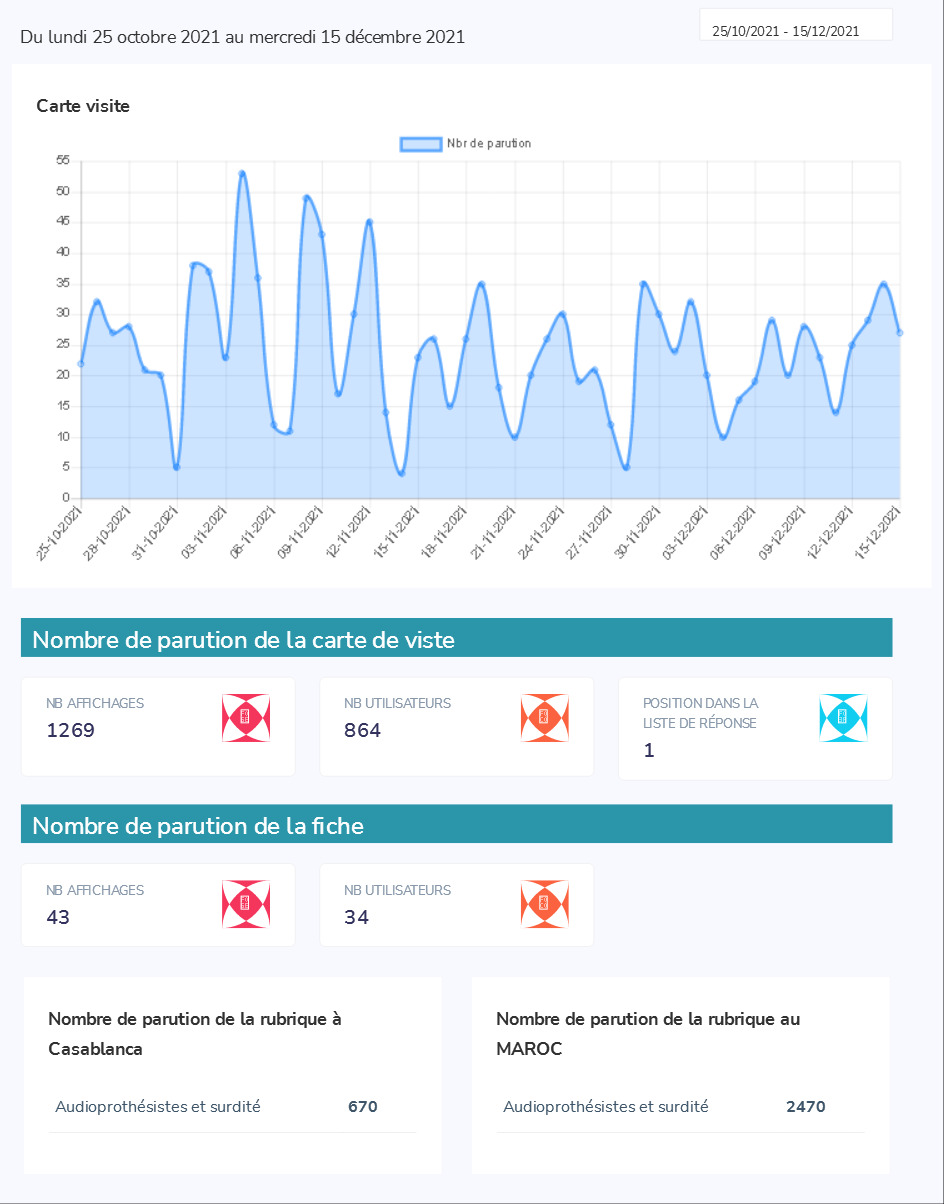 Du lundi 25 octobre 2021 au mercredi 15 décembre 2021
25/10/2021 - 15/12/2021
Carte visite
Nbr de parution
55
50
45
40
35
30
25
20
15
10
5
0
25-10-2021
28-10-2021
31-10-2021
03-11-2021
06-11-2021
09-11-2021
12-11-2021
15-11-2021
18-11-2021
21-11-2021
24-11-2021
27-11-2021
30-11-2021
03-12-2021
08-12-2021
09-12-2021
12-12-2021
15-12-2021
Nombre de parution de la carte de viste
NB AFFICHAGES
1269
NB UTILISATEURS
864
POSITION DANS LA
LISTE DE RÉPONSE
1
Nombre de parution de la fiche
NB AFFICHAGES
43
NB UTILISATEURS
34
Nombre de parution de la rubrique à
Casablanca
Audioprothésistes et surdité 670
Nombre de parution de la rubrique au
MAROC
Audioprothésistes et surdité 2470